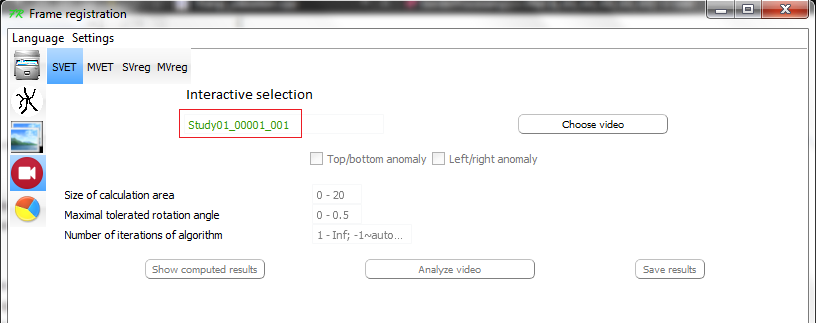 Frame registration
Language Settings
SVET MVET SVreg MVreg
Interactive selection
Study01_00001_001
Choose video
Top/bottom anomaly Left/right anomaly
Size of calculation area 0 - 20
Maximal tolerated rotation angle 0 - 0.5
Number of iterations of algorithm 1 - Inf; -1~auto...
Show computed results Analyze video Save results